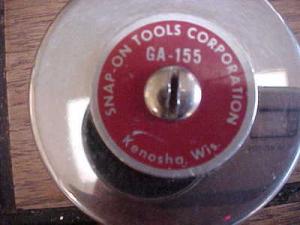 SNAP-ON TOOLS CORPORATION
GA-155
Kenosha, Wis.